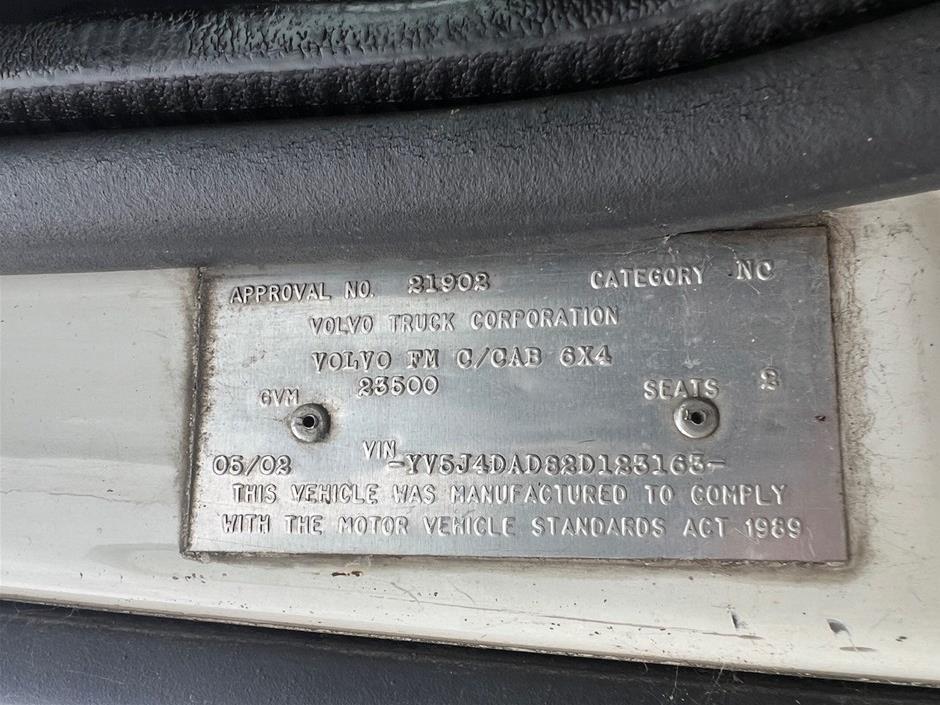 APPROVAL NO. 21902 CATEGORY NC
VOLVO TRUCK CORPORATION
VOLVO FM C/CAB 6X4
GVM 23500 SEATS 2
05/02 VIN -YV5J4DAD82D123163-
THIS VEHICLE WAS MANUFACTURED TO COMPLY
WITH THE MOTOR VEHICLE STANDARDS ACT 1989